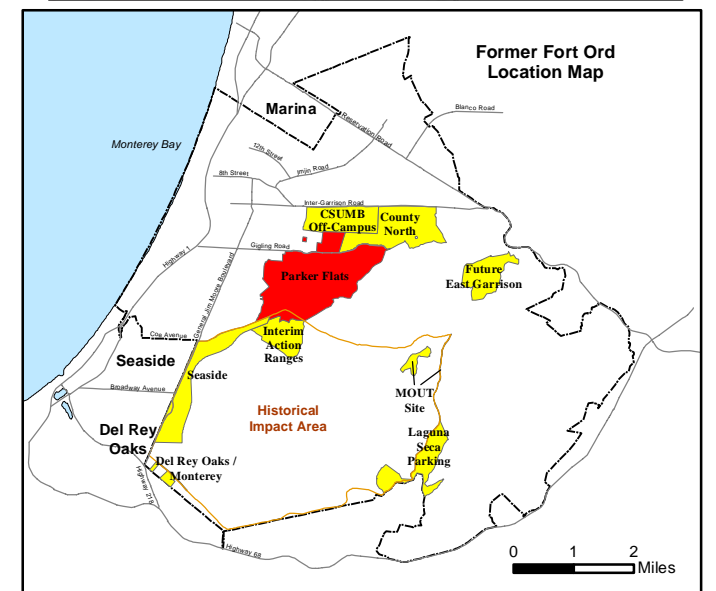 Former Fort Ord
Location Map
Marina
Blanco Road
Reservation Road
Monterey Bay
12th Street
Imjin Road
8th Street
Inter-Garrison Road
CSUMB
Off-Campus
County
North
Gigling Road
Highway 1
General Jim Moore Boulevard
Parker Flats
Future
East Garrison
Coe Avenue
Interim
Action
Ranges
Seaside
Seaside
Broadway Avenue
MOUT
Site
Historical
Impact Area
Del Rey
Oaks
Laguna
Seca
Parking
Del Rey Oaks /
Monterey
Highway 218
Highway 68
0 1 2
Miles